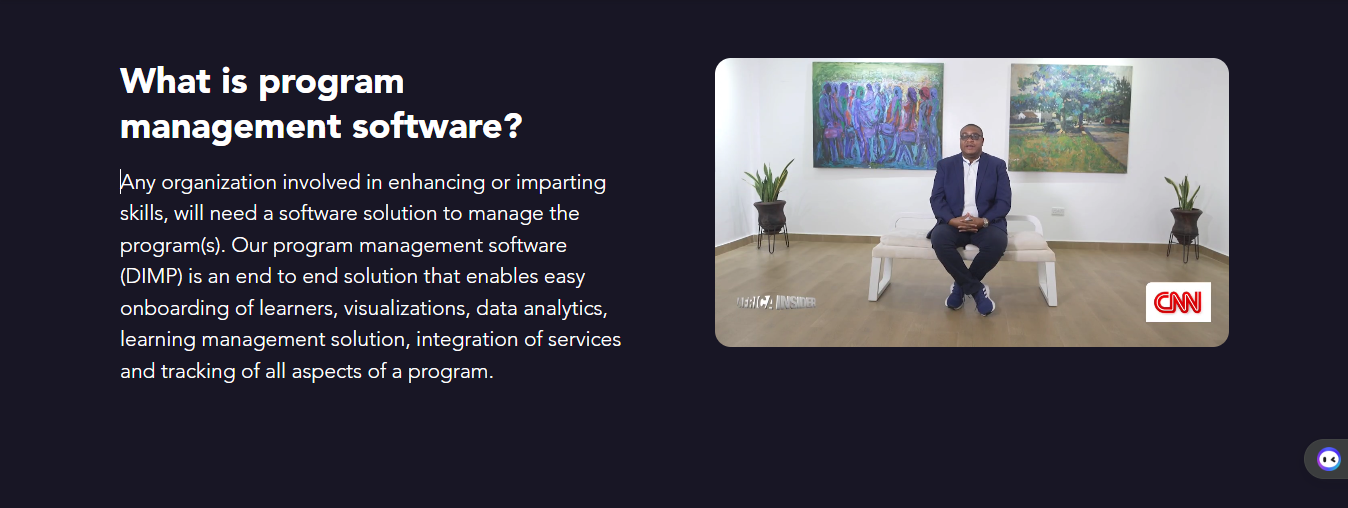 What is program
management software?
Any organization involved in enhancing or imparting
skills, will need a software solution to manage the
program(s). Our program management software
(DIMP) is an end to end solution that enables easy
onboarding of learners, visualizations, data analytics,
learning management solution, integration of services
and tracking of all aspects of a program.
AFRICA INSIDER
CNN